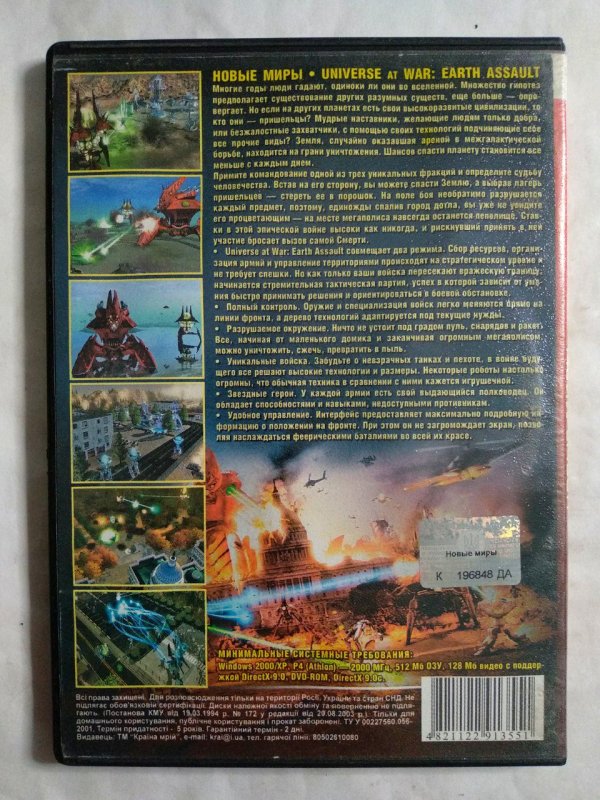 НОВЫЕ МИРЫ • UNIVERSE AT WAR: EARTH ASSAULT
Многие годы люди гадают, одиноки ли они во вселенной. Множество гипотез
предполагает существование других разумных существ, еще больше — опро-
вергает. Но если на других планетах есть свои высокоразвитые цивилизации, то
кто они — пришельцы? Мудрые наставники, желающие людям только добра,
или безжалостные захватчики, с помощью своих технологий подчиняющие себе
все прочие виды? Земля, случайно оказавшая ареной в межгалактической
борьбе, находится на грани уничтожения. Шансов спасти планету становится все
меньше с каждым днем.
Примите командование одной из трех уникальных фракций и определите судьбу
человечества. Встав на его сторону, вы можете спасти Землю, а выбрав лагерь
пришельцев — стереть ее в порошок. На поле боя необратимо разрушается
каждый предмет, поэтому, единожды спалив город дотла, вы уже не увидите
его процветающим — на месте мегаполиса навсегда останется пепелище. Став-
ки в этой эпической войне высоки как никогда, и рискнувший принять в ней
участие бросает вызов самой Смерти.
• Universe at War: Earth Assault совмещает два режима. Сбор ресурсов, органи-
зация армий и управление территориями происходят на стратегическом уровне и
не требует спешки. Но как только ваши войска пересекают вражескую границу,
начинается стремительная тактическая партия, успех в которой зависит от уме-
ния быстро принимать решения и ориентироваться в боевой обстановке.
• Полный контроль. Оружие и специализация войск легко меняются прямо на
линии фронта, а дерево технологий адаптируется под текущие нужды.
• Разрушаемое окружение. Ничто не устоит под градом пуль, снарядов и ракет.
Все, начиная от маленького домика и заканчивая огромным мегаполисом,
можно уничтожить, сжечь, превратить в пыль.
• Уникальные войска. Забудьте о невзрачных танках и пехоте, в войне буду-
щего все решают высокие технологии и размеры. Некоторые роботы настолько
огромны, что обычная техника в сравнении с ними кажется игрушечной.
• Звездные герои. У каждой армии есть свой выдающийся полководец. Он
обладает способностями и навыками, недоступными противникам.
• Удобное управление. Интерфейс предоставляет максимально подробную ин-
формацию о положении на фронте. При этом он не загромождает экран, позво-
ляя наслаждаться феерическими баталиями во всей их красе.
Новые миры
К 196848 ДА
МИНИМАЛЬНЫЕ СИСТЕМНЫЕ ТРЕБОВАНИЯ:
Windows 2000/XP, P4 (Athlon) — 2000 МГц, 512 Мб ОЗУ, 128 Мб видео с поддер
жкой DirectX 9.0, DVD-ROM, DirectX 9.0c.
Всі права захищені. Для розповсюдження тільки на території Росії, України та стран СНД. Не
підлягає обов'язковій сертифікації. Диски належної якості обміну та поверненню не підля-
гають. (Постанова КМУ від 19.03.1994 р. № 172 у редакції від 20.08.2003 р.) Тільки для
домашнього користування, публічне користування і прокат заборонені. ТУ У 00227560.056-
2001. Термін придатності - 5 років. Гарантійний термін - 2 дні.
Видавець: ТМ "Країна мрій", e-mail: krai@i.ua, тел. гарячої лінії: 80502610080
4821122913551